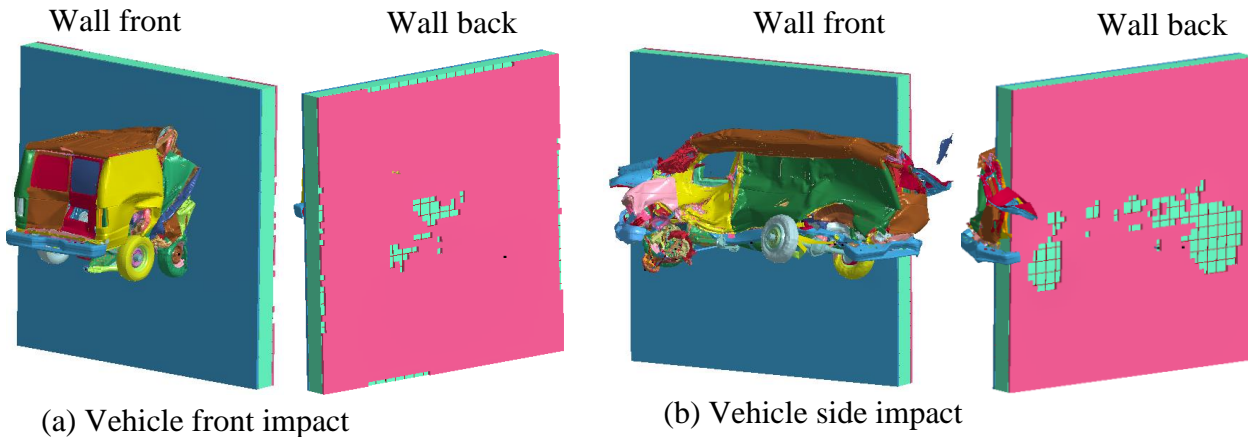 Wall front
Wall back
Wall front
Wall back
(a) Vehicle front impact
(b) Vehicle side impact